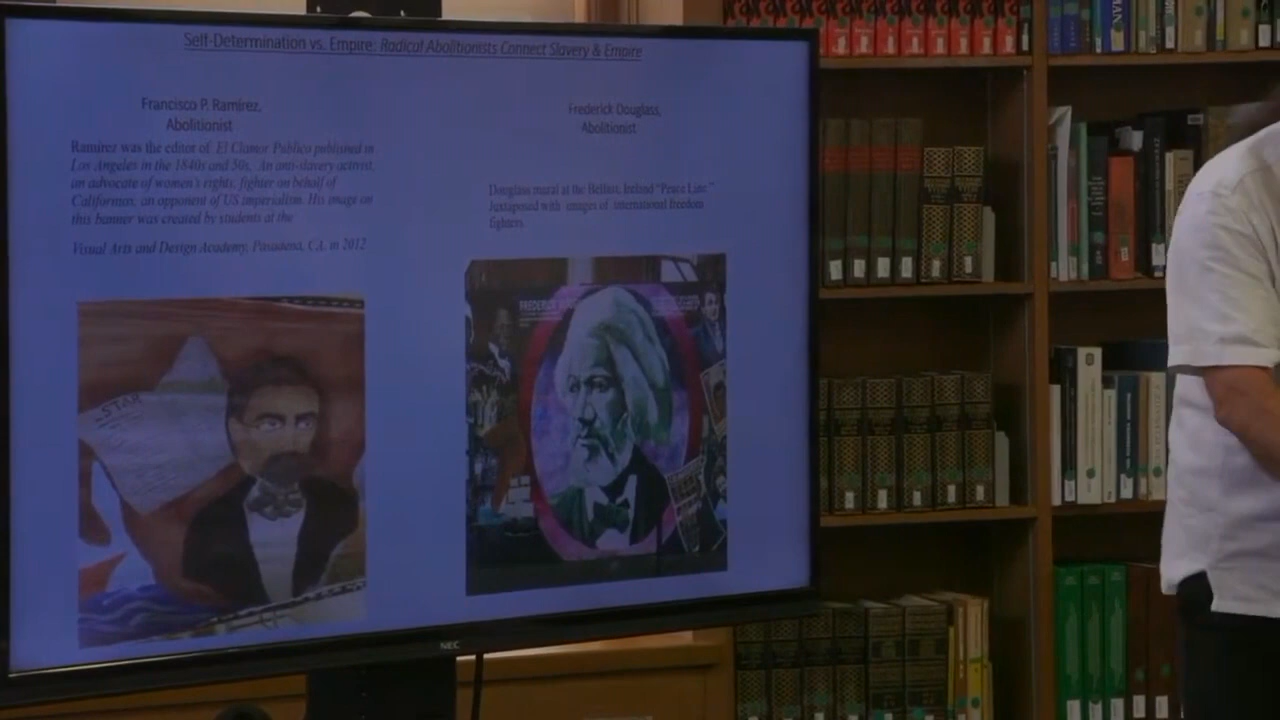 Self-Determination vs. Empire: Radical Abolitionists Connect Slavery & Empire
Francisco P. Ramírez,
Abolitionist
Ramirez was the editor of El Clamor Publico published in
Los Angeles in the 1840s and 50s. An anti-slavery activist,
an advocate of women's rights, fighter on behalf of
Californios, an opponent of US imperialism. His image on
this banner was created by students at the
Visual Arts and Design Academy, Pasadena, CA, in 2012
Frederick Douglass,
Abolitionist
Douglass mural at the Belfast, Ireland "Peace Line"
Juxtaposed with images of international freedom
fighters.
STAR
FREDERICK
NEC